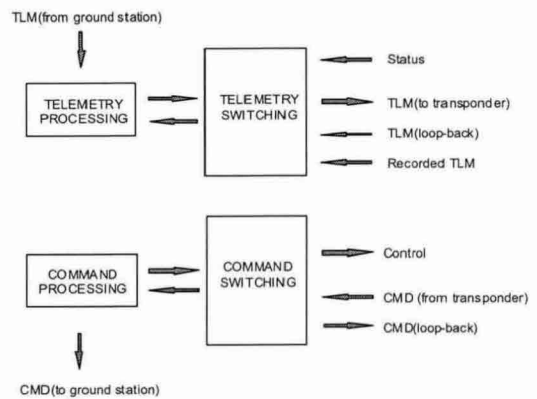 TLM(from ground station)
TELEMETRY
PROCESSING
TELEMETRY
SWITCHING
Status
TLM(to transponder)
TLM(loop-back)
Recorded TLM
COMMAND
PROCESSING
COMMAND
SWITCHING
Control
CMD (from transponder)
CMD(loop-back)
CMD(to ground station)